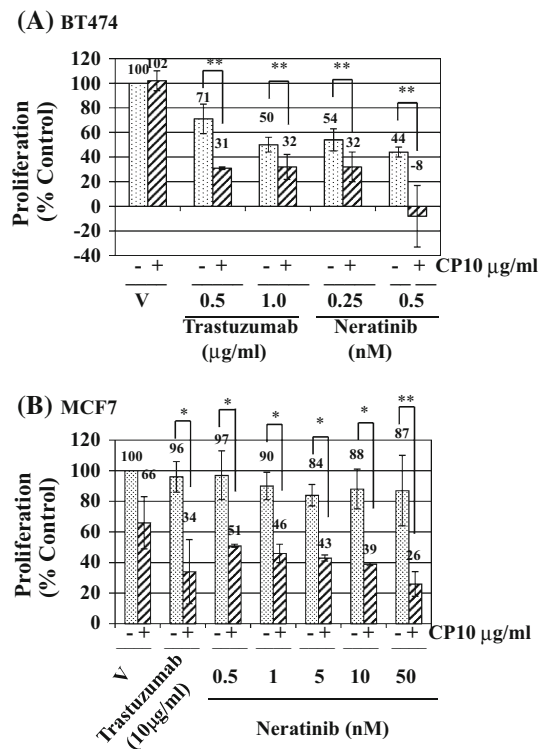 (A) BT474
Proliferation
(% Control)
120
100
80
60
40
20
0
-20
-40
100 102
** ** ** **
71 31 50 32 54 32 44 -8
- + - + - + - + - + CP10 μg/ml
V 0.5 1.0 0.25 0.5
Trastuzumab Neratinib
(μg/ml) (nM)
(B) MCF7
Proliferation
(% Control)
120
100
80
60
40
20
0
* * * * * **
100 66 96 34 97 51 90 46 84 43 88 39 87 26
- + - + - + - + - + - + - + CP10 μg/ml
V
Trastuzumab
(10μg/ml)
0.5 1 5 10 50
Neratinib (nM)